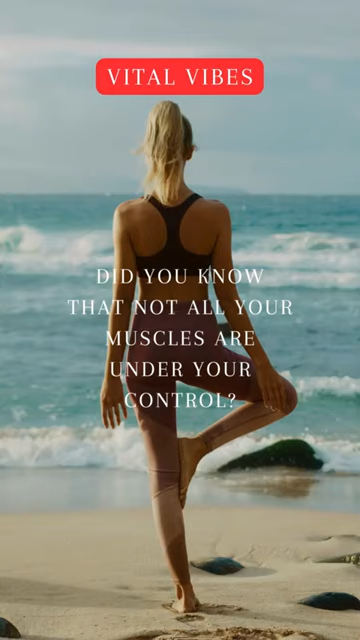 VITAL VIBES
DID YOU KNOW
THAT NOT ALL YOUR
MUSCLES ARE
UNDER YOUR
CONTROL?